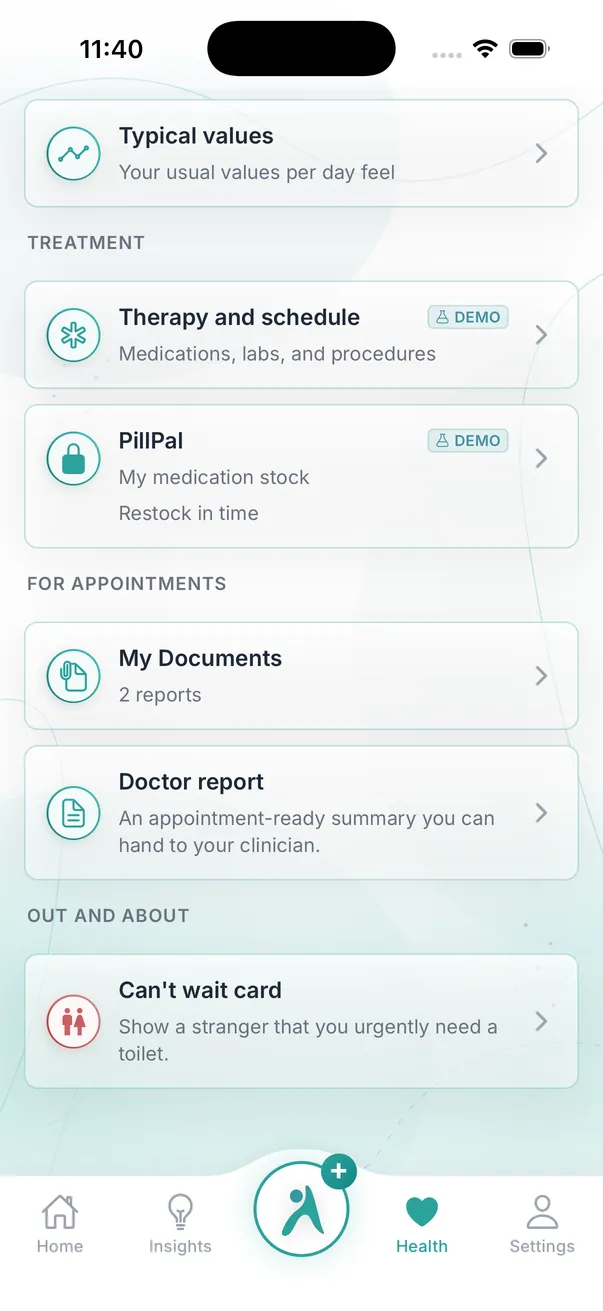 11:40
Typical values
Your usual values per day feel
TREATMENT
Therapy and schedule
DEMO
Medications, labs, and procedures
PillPal
DEMO
My medication stock
Restock in time
FOR APPOINTMENTS
My Documents
2 reports
Doctor report
An appointment-ready summary you can
hand to your clinician.
OUT AND ABOUT
Can't wait card
Show a stranger that you urgently need a
toilet.
Home
Insights
Health
Settings